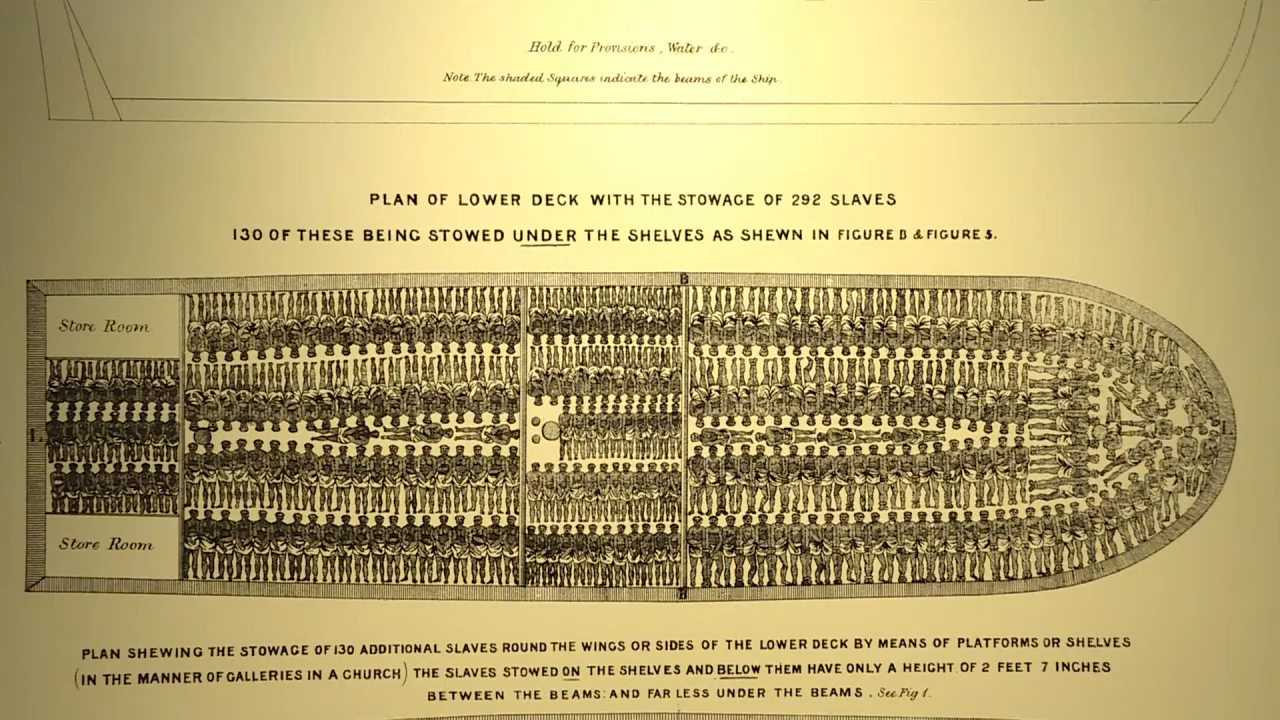 Hold for Provisions, Water &c.
Note. The shaded Squares indicate the beams of the Ship.
PLAN OF LOWER DECK WITH THE STOWAGE OF 292 SLAVES
130 OF THESE BEING STOWED UNDER THE SHELVES AS SHEWN IN FIGURE B & FIGURE 5.
B
Store Room
Store Room
B
PLAN SHEWING THE STOWAGE OF 130 ADDITIONAL SLAVES ROUND THE WINGS OR SIDES OF THE LOWER DECK BY MEANS OF PLATFORMS OR SHELVES
(IN THE MANNER OF GALLERIES IN A CHURCH) THE SLAVES STOWED ON THE SHELVES AND BELOW THEM HAVE ONLY A HEIGHT OF 2 FEET 7 INCHES
BETWEEN THE BEAMS: AND FAR LESS UNDER THE BEAMS. See Fig 1.